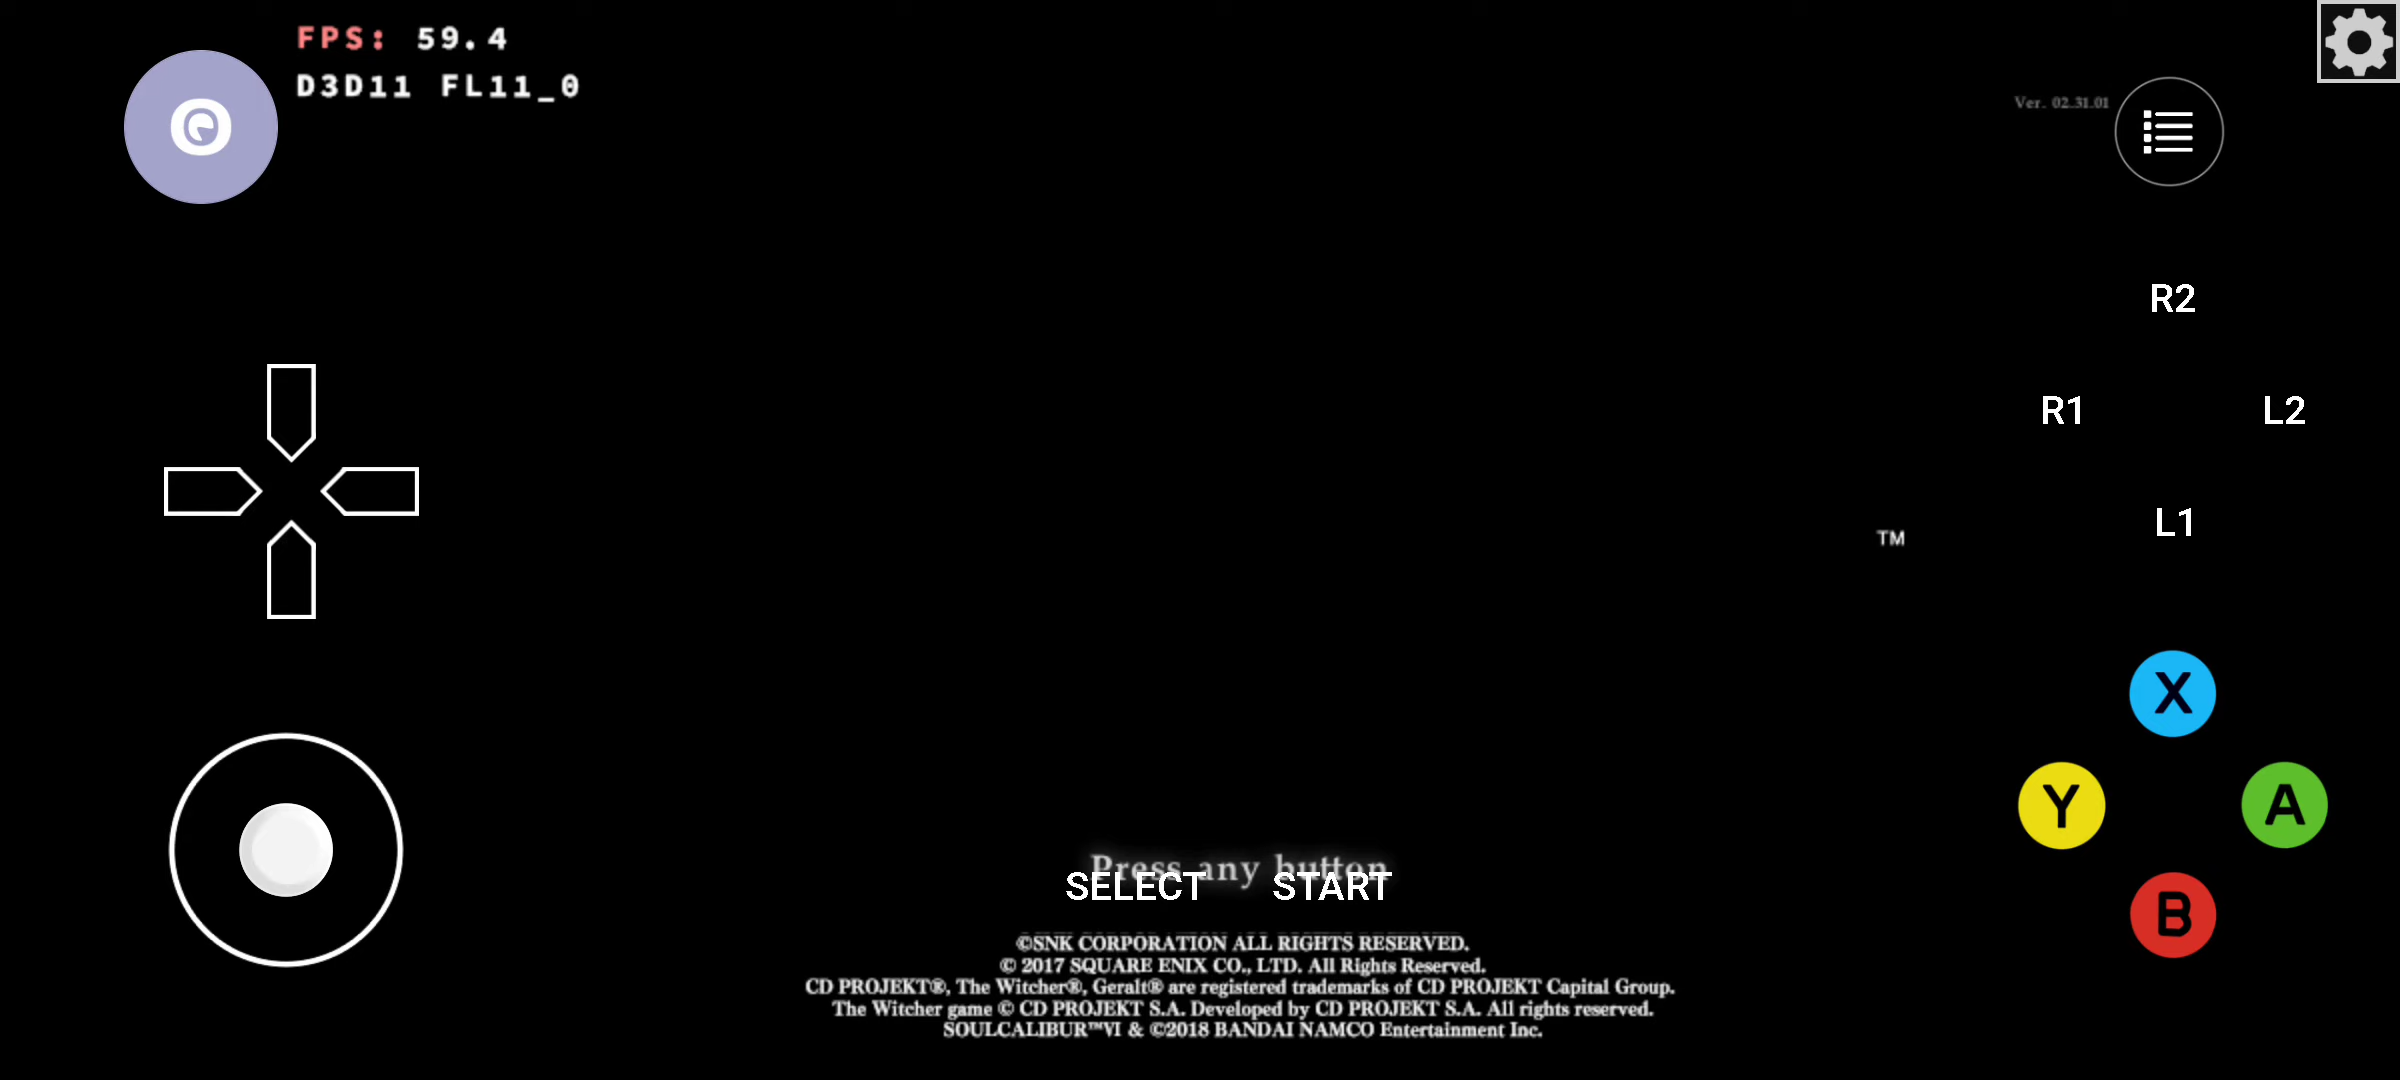 FPS: 59.4
D3D11 FL11_0
Ver. 02.31.01
R2
R1
L2
L1
TM
X
Y
A
B
Press any button
SELECT
START
©SNK CORPORATION ALL RIGHTS RESERVED.
© 2017 SQUARE ENIX CO., LTD. All Rights Reserved.
CD PROJEKT®, The Witcher®, Geralt® are registered trademarks of CD PROJEKT Capital Group.
The Witcher game © CD PROJEKT S.A. Developed by CD PROJEKT S.A. All rights reserved.
SOULCALIBUR™VI & ©2018 BANDAI NAMCO Entertainment Inc.